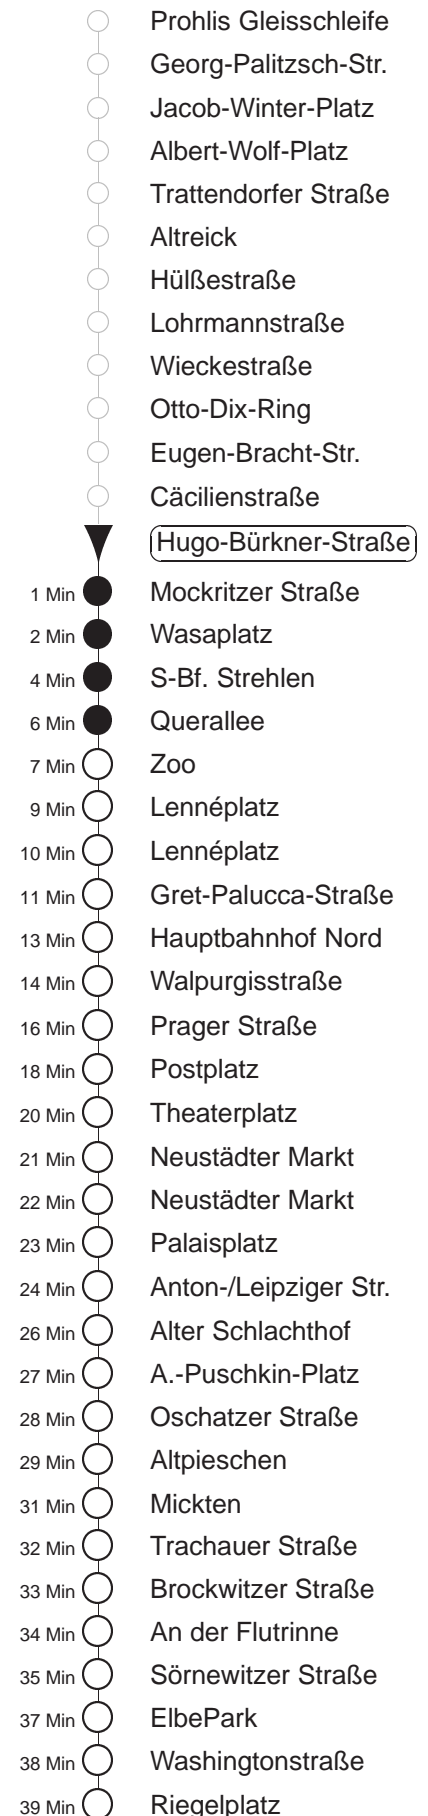 Prohlis Gleisschleife
Georg-Palitzsch-Str.
Jacob-Winter-Platz
Albert-Wolf-Platz
Trattendorfer Straße
Altreick
Hülßestraße
Lohrmannstraße
Wieckestraße
Otto-Dix-Ring
Eugen-Bracht-Str.
Cäcilienstraße
Hugo-Bürkner-Straße
1 Min Mockritzer Straße
2 Min Wasaplatz
4 Min S-Bf. Strehlen
6 Min Querallee
7 Min Zoo
9 Min Lennéplatz
10 Min Lennéplatz
11 Min Gret-Palucca-Straße
13 Min Hauptbahnhof Nord
14 Min Walpurgisstraße
16 Min Prager Straße
18 Min Postplatz
20 Min Theaterplatz
21 Min Neustädter Markt
22 Min Neustädter Markt
23 Min Palaisplatz
24 Min Anton-/Leipziger Str.
26 Min Alter Schlachthof
27 Min A.-Puschkin-Platz
28 Min Oschatzer Straße
29 Min Altpieschen
31 Min Mickten
32 Min Trachauer Straße
33 Min Brockwitzer Straße
34 Min An der Flutrinne
35 Min Sörnewitzer Straße
37 Min ElbePark
38 Min Washingtonstraße
39 Min Riegelplatz